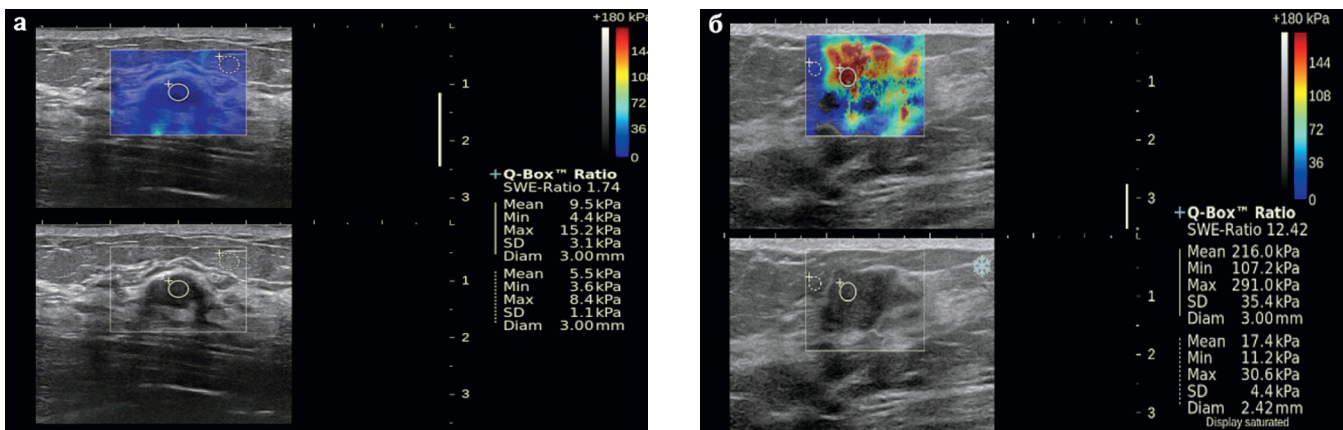 а
+180 kPa
144
108
72
36
0
1
2
3
+Q-Box™ Ratio
SWE-Ratio 1.74
Mean 9.5 kPa
Min 4.4 kPa
Max 15.2 kPa
SD 3.1 kPa
Diam 3.00 mm
Mean 5.5 kPa
Min 3.6 kPa
Max 8.4 kPa
SD 1.1 kPa
Diam 3.00 mm
1
2
3
б
+180 kPa
144
108
72
36
0
1
2
3
+Q-Box™ Ratio
SWE-Ratio 12.42
Mean 216.0 kPa
Min 107.2 kPa
Max 291.0 kPa
SD 35.4 kPa
Diam 3.00 mm
Mean 17.4 kPa
Min 11.2 kPa
Max 30.6 kPa
SD 4.4 kPa
Diam 2.42 mm
Display saturated
1
2
3